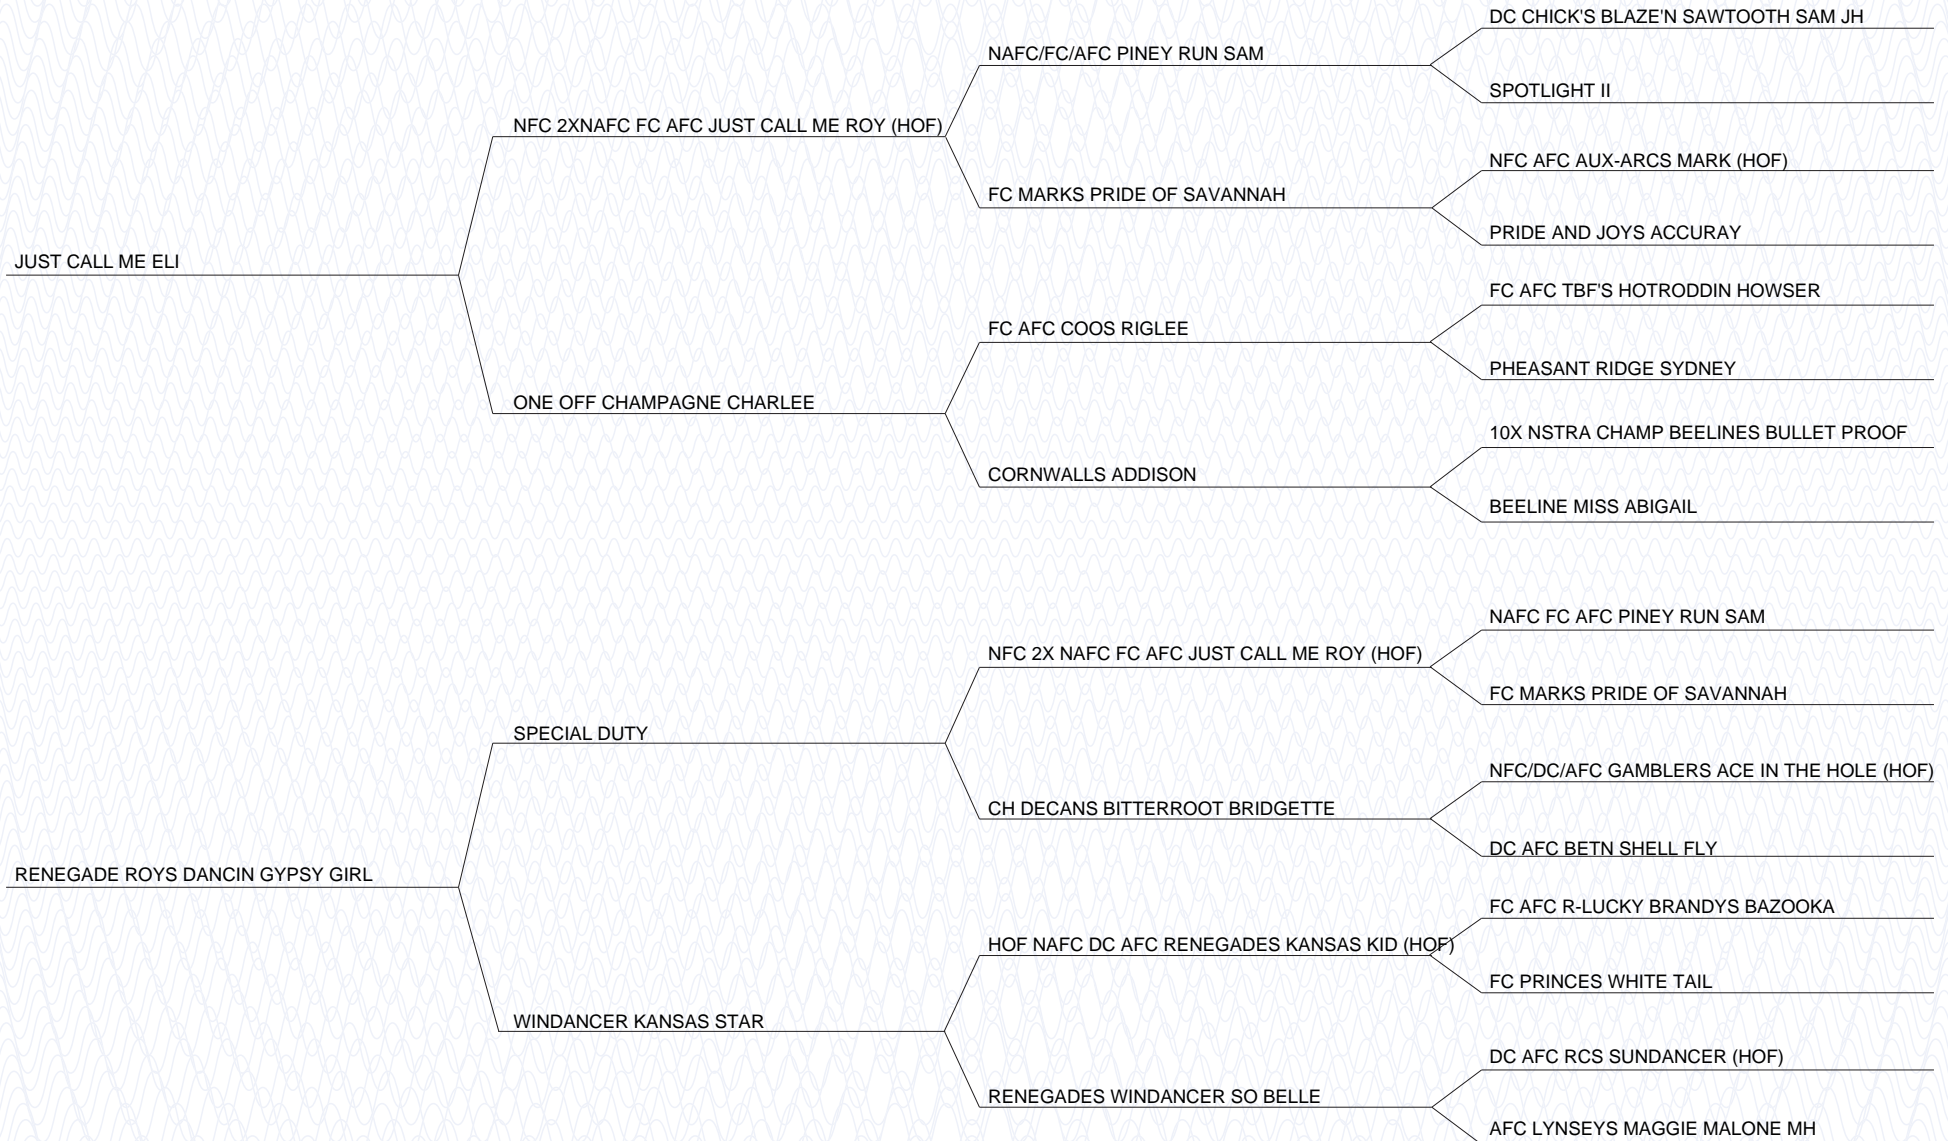 DC CHICK'S BLAZE'N SAWTOOTH SAM JH
NAFC/FC/AFC PINEY RUN SAM
SPOTLIGHT II
NFC 2XNAFC FC AFC JUST CALL ME ROY (HOF)
NFC AFC AUX-ARCS MARK (HOF)
FC MARKS PRIDE OF SAVANNAH
PRIDE AND JOYS ACCURAY
JUST CALL ME ELI
FC AFC TBF'S HOTRODDIN HOWSER
FC AFC COOS RIGLEE
PHEASANT RIDGE SYDNEY
ONE OFF CHAMPAGNE CHARLEE
10X NSTRA CHAMP BEELINES BULLET PROOF
CORNWALLS ADDISON
BEELINE MISS ABIGAIL
NAFC FC AFC PINEY RUN SAM
NFC 2X NAFC FC AFC JUST CALL ME ROY (HOF)
FC MARKS PRIDE OF SAVANNAH
SPECIAL DUTY
NFC/DC/AFC GAMBLERS ACE IN THE HOLE (HOF)
CH DECANS BITTERROOT BRIDGETTE
DC AFC BETN SHELL FLY
RENEGADE ROYS DANCIN GYPSY GIRL
FC AFC R-LUCKY BRANDYS BAZOOKA
HOF NAFC DC AFC RENEGADES KANSAS KID (HOF)
FC PRINCES WHITE TAIL
WINDANCER KANSAS STAR
DC AFC RCS SUNDANCER (HOF)
RENEGADES WINDANCER SO BELLE
AFC LYNSEYS MAGGIE MALONE MH